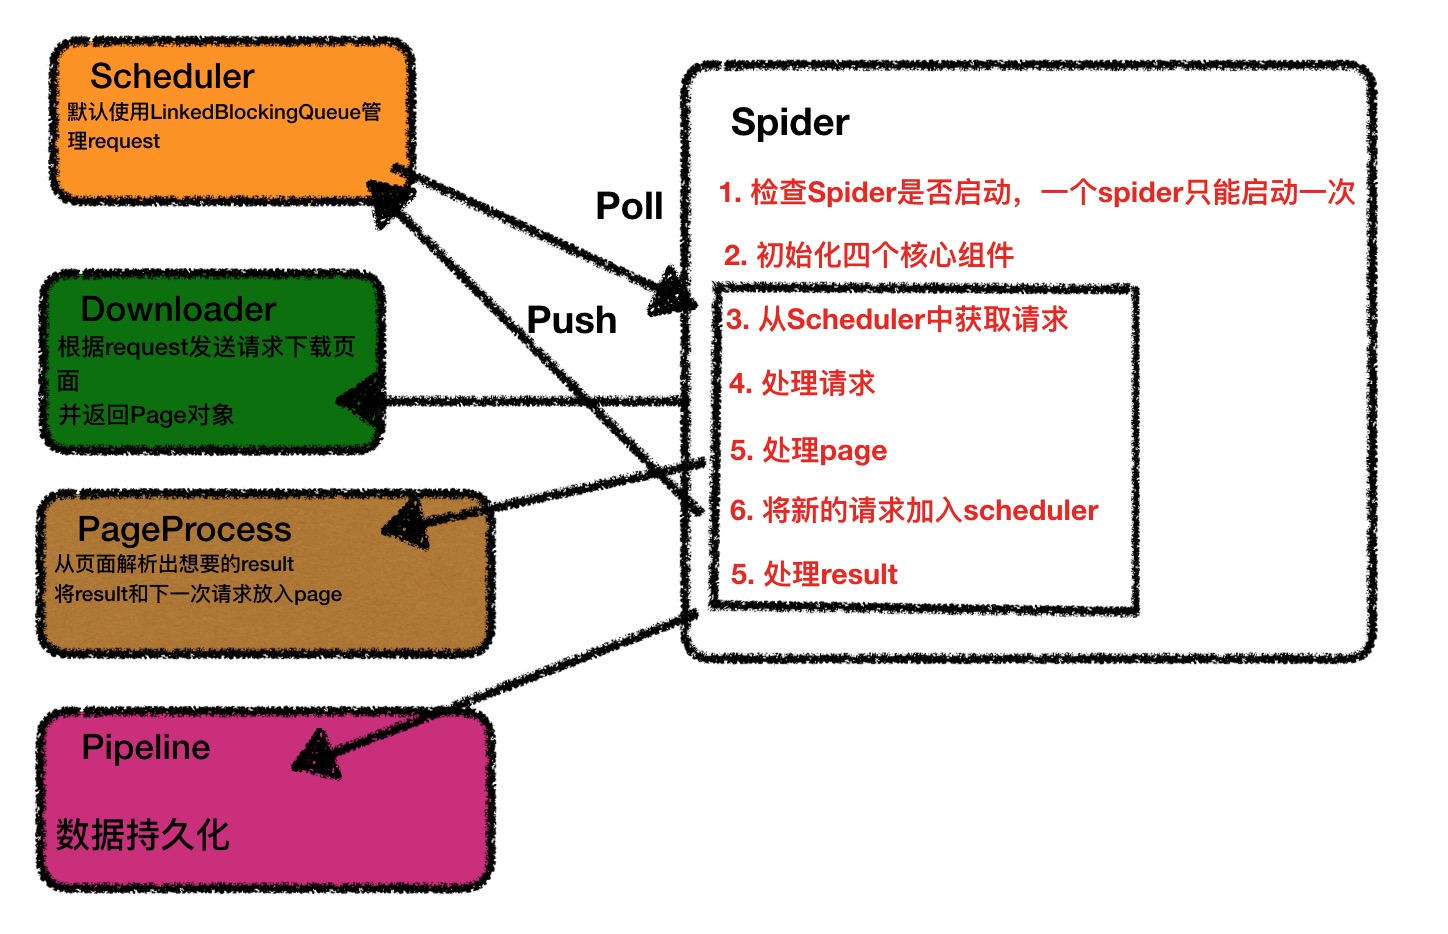 Scheduler
默认使用LinkedBlockingQueue管
理request
Downloader
根据request发送请求下载页
面
并返回Page对象
PageProcess
从页面解析出想要的result
将result和下一次请求放入page
Pipeline
数据持久化
Poll
Push
Spider
1. 检查Spider是否启动，一个spider只能启动一次
2. 初始化四个核心组件
3. 从Scheduler中获取请求
4. 处理请求
5. 处理page
6. 将新的请求加入scheduler
5. 处理result